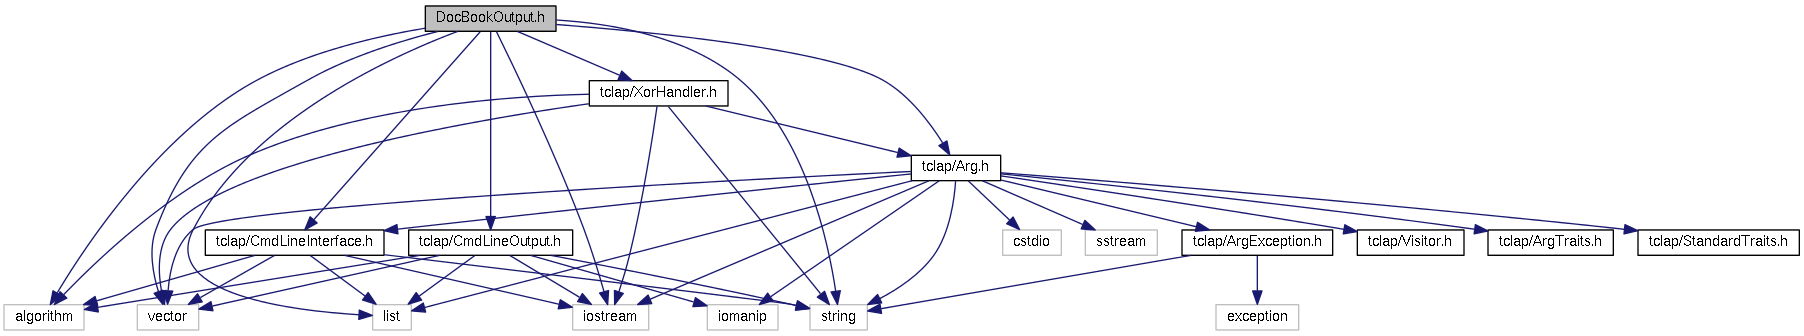 DocBookOutput.h
tclap/XorHandler.h
tclap/Arg.h
tclap/CmdLineInterface.h
tclap/CmdLineOutput.h
cstdio
sstream
tclap/ArgException.h
tclap/Visitor.h
tclap/ArgTraits.h
tclap/StandardTraits.h
algorithm
vector
list
iostream
iomanip
string
exception